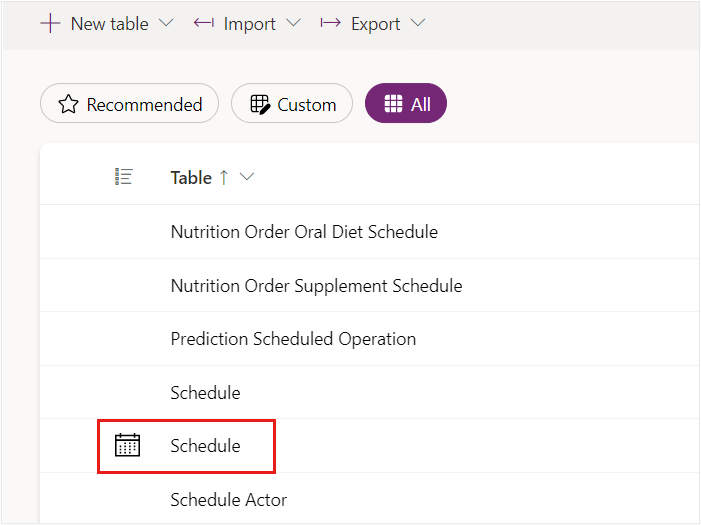 New table Import Export
Recommended Custom All
Table
Nutrition Order Oral Diet Schedule
Nutrition Order Supplement Schedule
Prediction Scheduled Operation
Schedule
Schedule
Schedule Actor